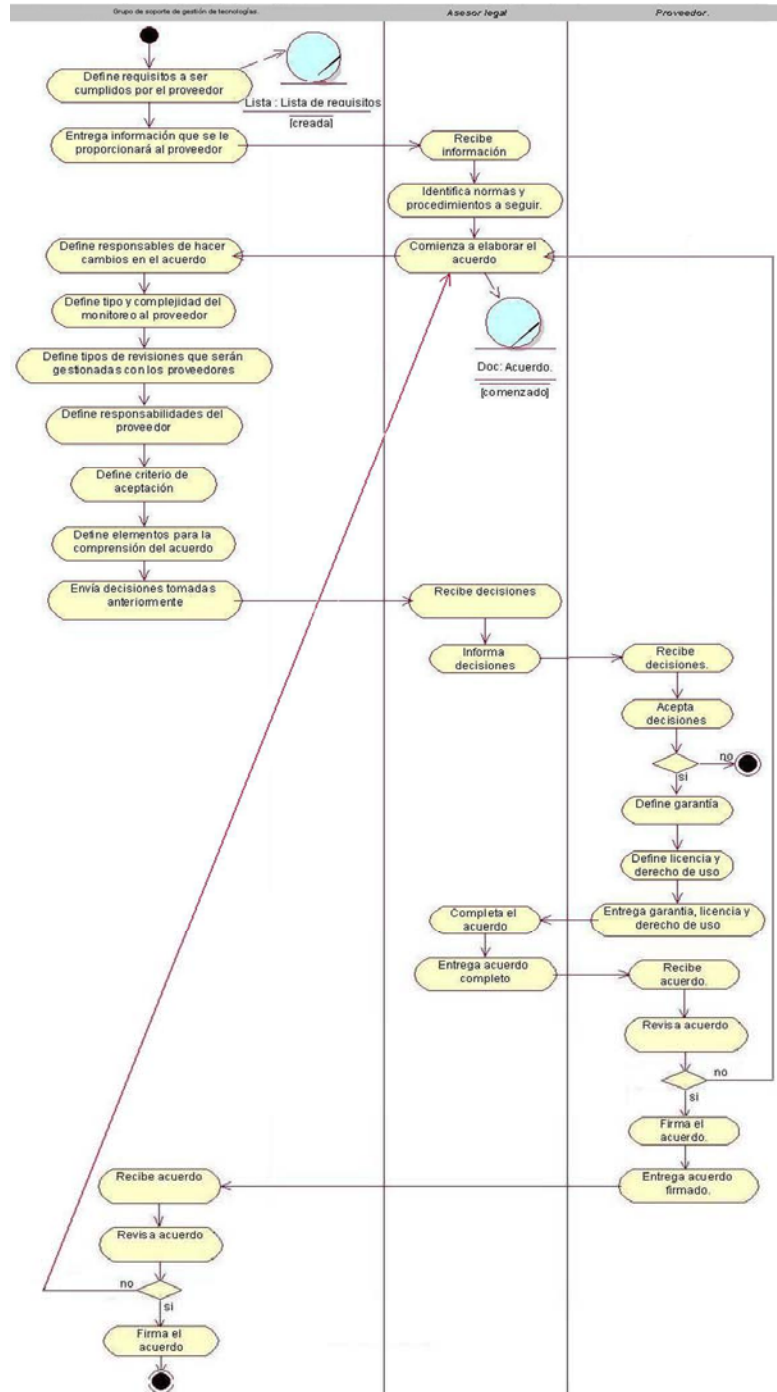 Grupo de soporte de gestión de tecnologías.
Asesor legal
Proveedor.
Define requisitos a ser
cumplidos por el proveedor
Lista : Lista de requisitos
[creada]
Entrega información que se le
proporcionará al proveedor
Recibe
información
Identifica normas y
procedimientos a seguir.
Comienza a elaborar el
acuerdo
Doc: Acuerdo.
[comenzado]
Define responsables de hacer
cambios en el acuerdo
Define tipo y complejidad del
monitoreo al proveedor
Define tipos de revisiones que serán
gestionadas con los proveedores
Define responsabilidades del
proveedor
Define criterio de
aceptación
Define elementos para la
comprensión del acuerdo
Envía decisiones tomadas
anteriormente
Recibe decisiones
Informa
decisiones
Recibe
decisiones.
Acepta
decisiones
no
si
Define garantía
Define licencia y
derecho de uso
Entrega garantia, licencia y
derecho de uso
Completa el
acuerdo
Entrega acuerdo
completo
Recibe
acuerdo.
Revisa acuerdo
no
si
Firma el
acuerdo.
Entrega acuerdo
firmado.
Recibe acuerdo
Revisa acuerdo
no
si
Firma el
acuerdo